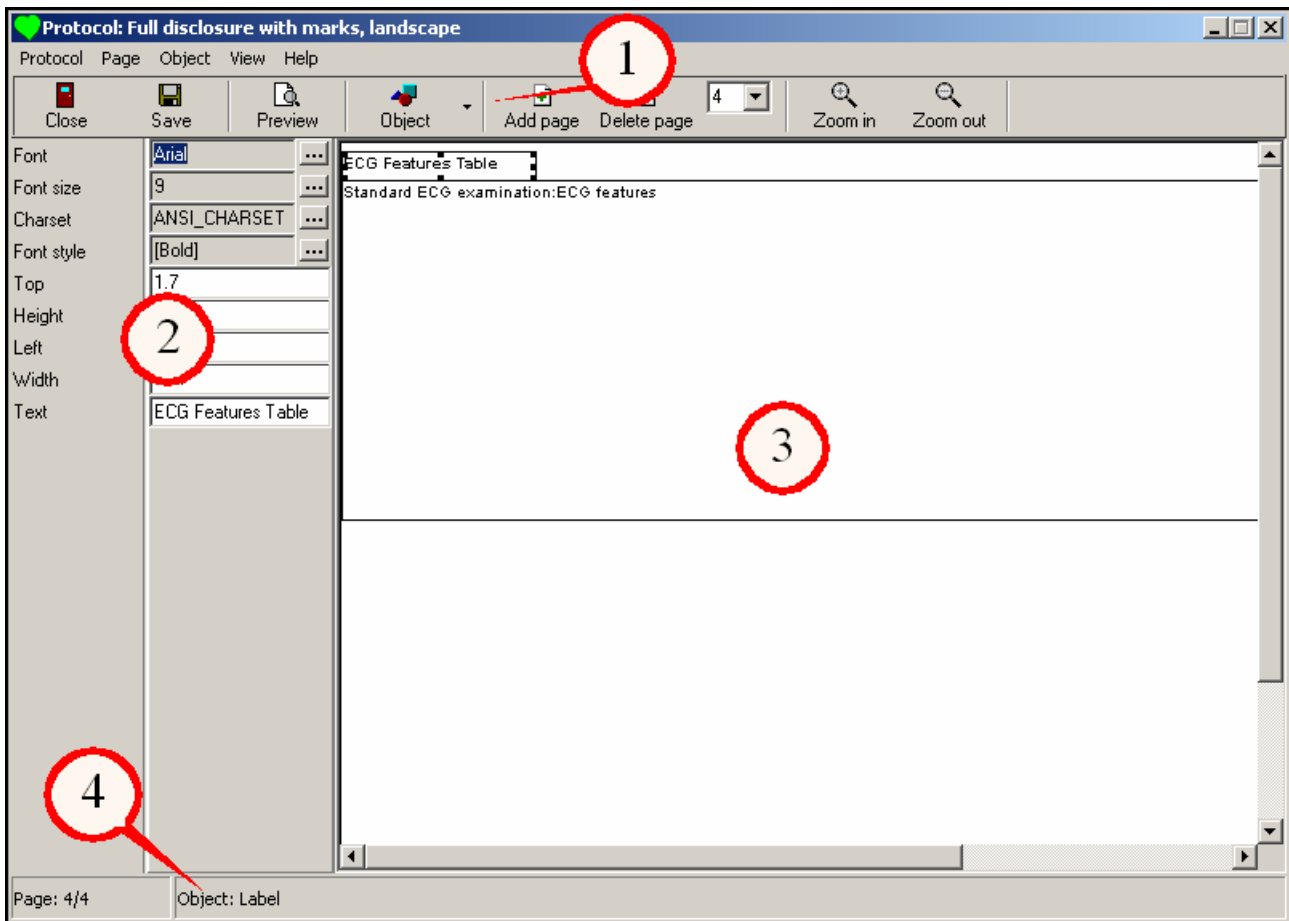 Protocol: Full disclosure with marks, landscape
Protocol Page Object View Help
1
Close Save Preview Object Add page Delete page 4 Zoom in Zoom out
Font Arial ...
Font size 9 ...
Charset ANSI_CHARSET ...
Font style [Bold] ...
Top 1.7
Height
Left
Width
Text ECG Features Table
2
ECG Features Table
Standard ECG examination:ECG features
3
4
Page: 4/4 Object: Label